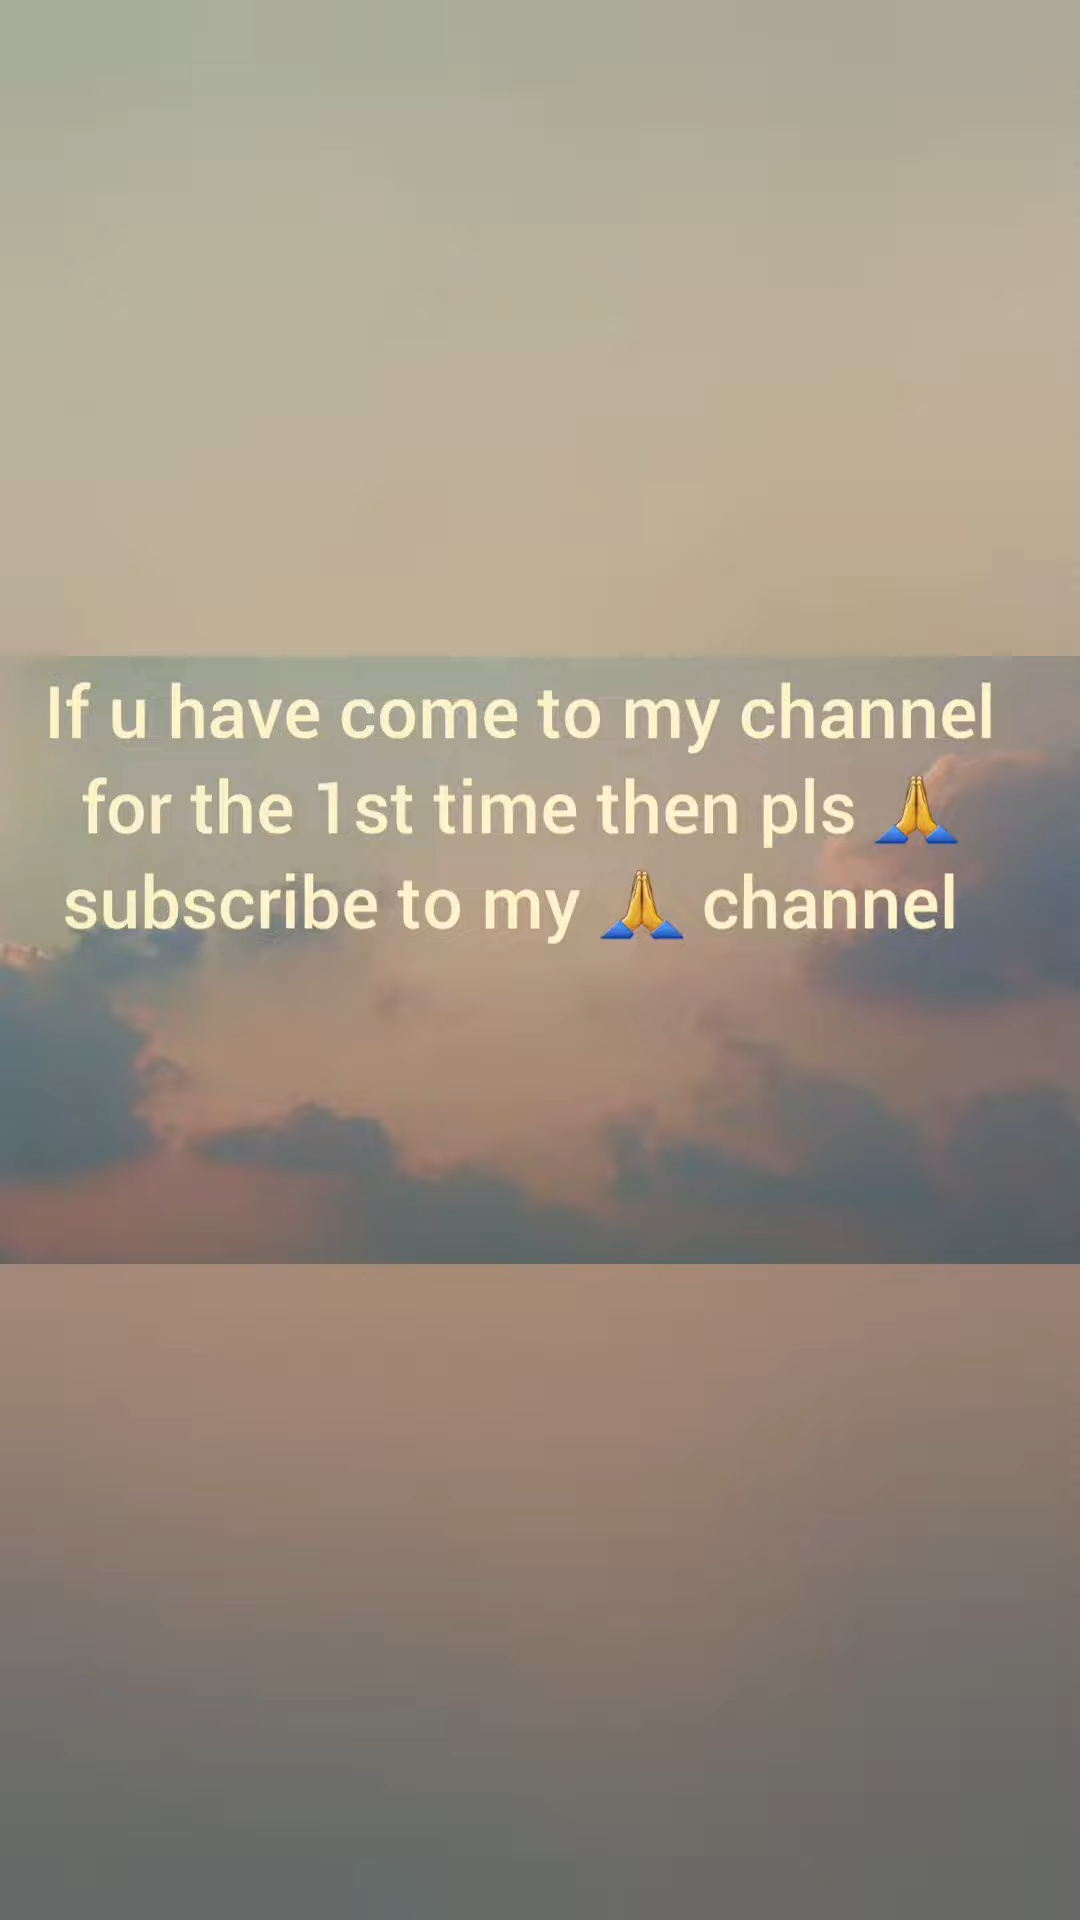 If u have come to my channel
for the 1st time then pls 🙏
subscribe to my 🙏 channel